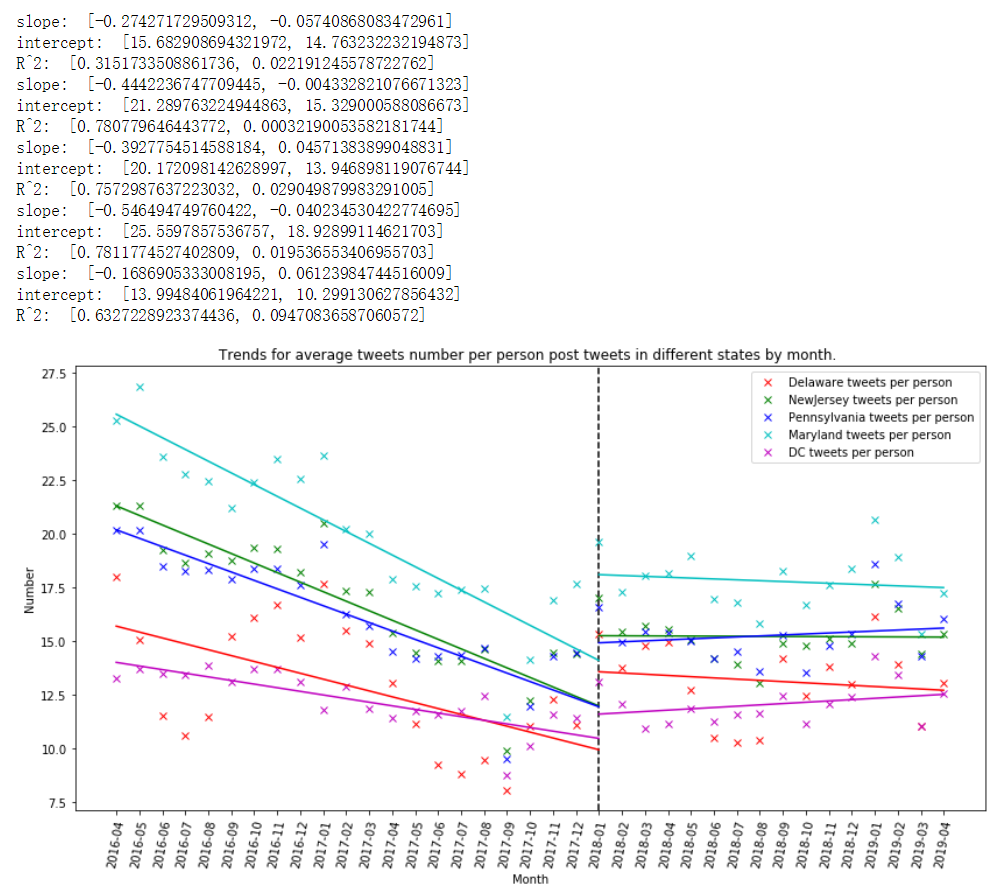 slope:  [-0.274271729509312, -0.05740868083472961]
intercept:  [15.682908694321972, 14.763232232194873]
R^2:  [0.3151733508861736, 0.022191245578722762]
slope:  [-0.4442236747709445, -0.004332821076671323]
intercept:  [21.289763224944863, 15.329000588086673]
R^2:  [0.780779646443772, 0.00032190053582181744]
slope:  [-0.3927754514588184, 0.04571383899048831]
intercept:  [20.172098142628997, 13.946898119076744]
R^2:  [0.7572987637223032, 0.029049879983291005]
slope:  [-0.546494749760422, -0.040234530422774695]
intercept:  [25.5597857536757, 18.92899114621703]
R^2:  [0.7811774527402809, 0.019536553406955703]
slope:  [-0.1686905333008195, 0.06123984744516009]
intercept:  [13.99484061964221, 10.299130627856432]
R^2:  [0.6327228923374436, 0.09470836587060572]
Trends for average tweets number per person post tweets in different states by month.
27.5
25.0
22.5
20.0
17.5
15.0
12.5
10.0
7.5
Number
Delaware tweets per person
NewJersey tweets per person
Pennsylvania tweets per person
Maryland tweets per person
DC tweets per person
2016-04
2016-05
2016-06
2016-07
2016-08
2016-09
2016-10
2016-11
2016-12
2017-01
2017-02
2017-03
2017-04
2017-05
2017-06
2017-07
2017-08
2017-09
2017-10
2017-11
2017-12
2018-01
2018-02
2018-03
2018-04
2018-05
2018-06
2018-07
2018-08
2018-09
2018-10
2018-11
2018-12
2019-01
2019-02
2019-03
2019-04
Month